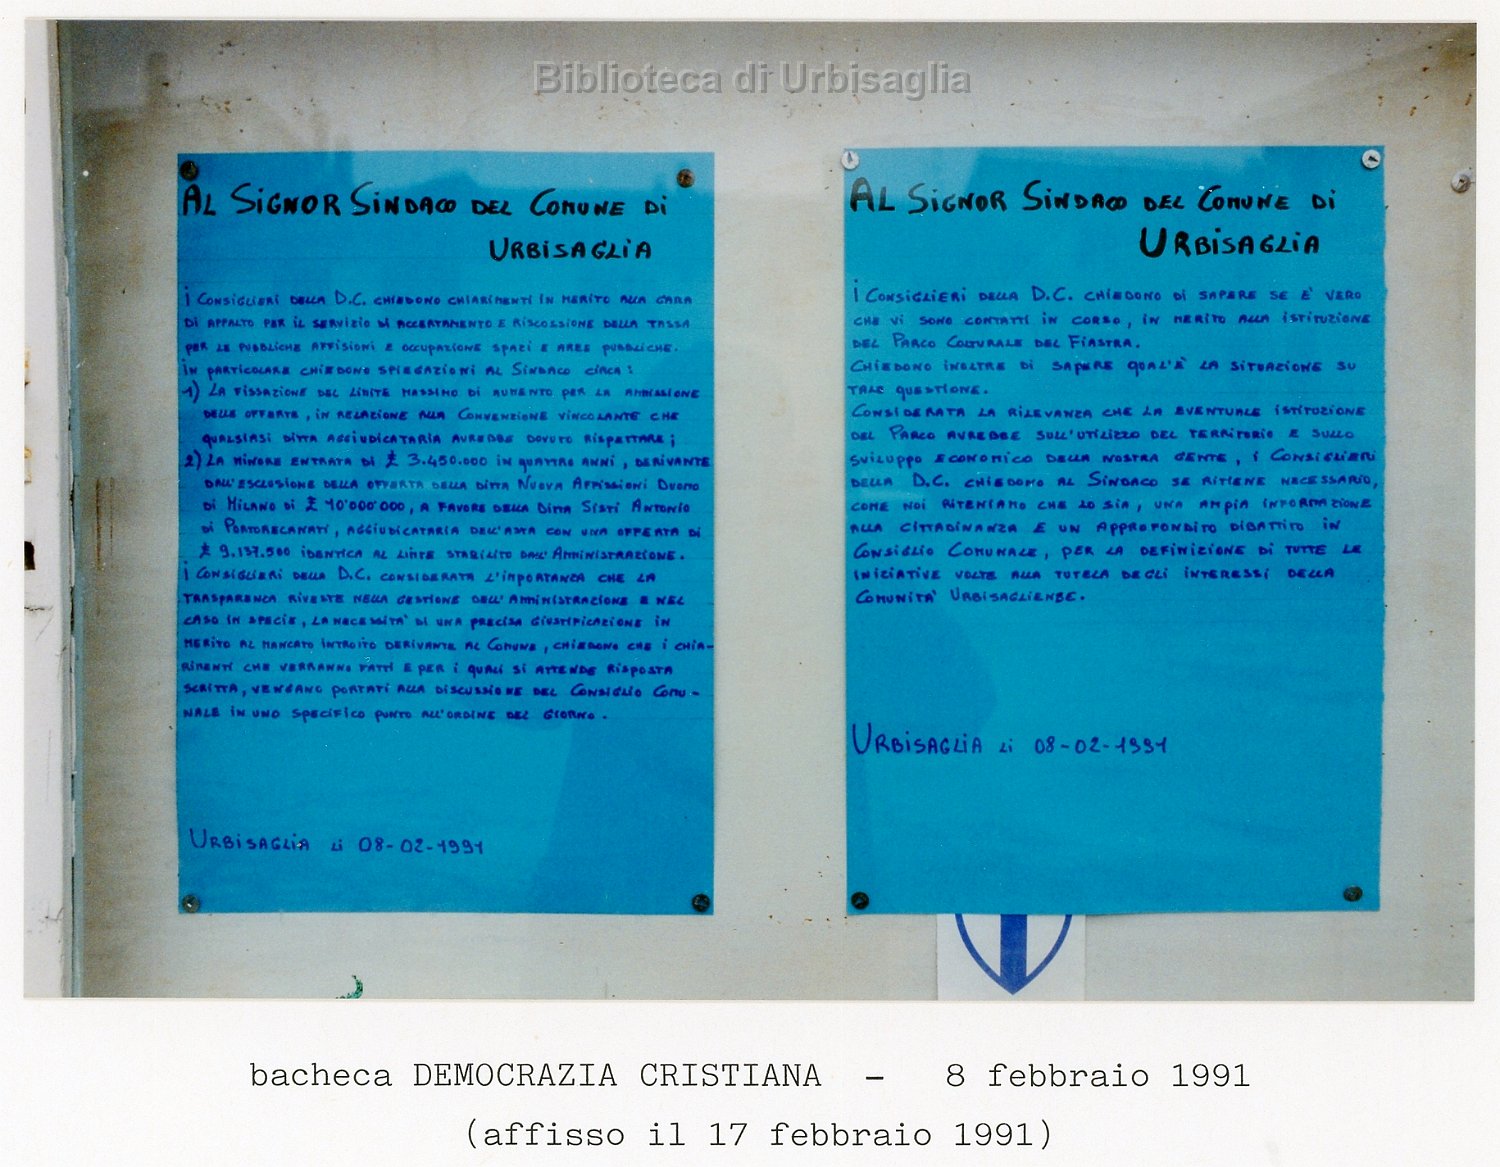 Biblioteca di Urbisaglia
AL SIGNOR SINDACO DEL COMUNE DI
URBISAGLIA
I CONSIGLIERI DELLA D.C. CHIEDONO CHIARIMENTI IN MERITO ALLA GARA
DI APPALTO PER IL SERVIZIO DI ACCERTAMENTO E RISCOSSIONE DELLA TASSA
PER LE PUBBLICHE AFFISIONI E OCCUPAZIONE SPAZI E AREE PUBBLICHE.
IN PARTICOLARE CHIEDONO SPIEGAZIONI AL SINDACO CIRCA:
1) LA FISSAZIONE DEL LIMITE MASSIMO DI AUMENTO PER LA AMMISSIONE
DELLE OFFERTE, IN RELAZIONE ALLA CONVENZIONE VINCOLANTE CHE
QUALSIASI DITTA AGGIUDICATARIA AVREBBE DOVUTO RISPETTARE;
2) LA MINORE ENTRATA DI £ 3.450.000 IN QUATTRO ANNI, DERIVANTE
DALL'ESCLUSIONE DELLA OFFERTA DELLA DITTA NUOVA AFFISSIONI DUOMO
DI MILANO DI £ 10'000'000, A FAVORE DELLA DITTA SISTI ANTONIO
DI PORTORECANATI, AGGIUDICATARIA DELL'ASTA CON UNA OFFERTA DI
£ 9.137.500 IDENTICA AL LIMITE STABILITO DALL'AMMINISTRAZIONE.
I CONSIGLIERI DELLA D.C. CONSIDERATA L'IMPORTANZA CHE LA
TRASPARENZA RIVESTE NELLA GESTIONE DELL'AMMINISTRAZIONE E NEL
CASO IN SPECIE, LA NECESSITA' DI UNA PRECISA GIUSTIFICAZIONE IN
MERITO AL MANCATO INTROITO DERIVANTE AL COMUNE, CHIEDONO CHE I CHIA-
RIMENTI CHE VERRANNO FATTI E PER I QUALI SI ATTENDE RISPOSTA
SCRITTA, VENGANO PORTATI ALLA DISCUSSIONE DEL CONSIGLIO COMU-
NALE IN UNO SPECIFICO PUNTO ALL'ORDINE DEL GIORNO.
URBISAGLIA LI 08-02-1991
AL SIGNOR SINDACO DEL COMUNE DI
URBISAGLIA
I CONSIGLIERI DELLA D.C. CHIEDONO DI SAPERE SE E' VERO
CHE VI SONO CONTATTI IN CORSO, IN MERITO ALLA ISTITUZIONE
DEL PARCO COLTURALE DEL FIASTRA.
CHIEDONO INOLTRE DI SAPERE QUAL'E' LA SITUAZIONE SU
TALE QUESTIONE.
CONSIDERATA LA RILEVANZA CHE LA EVENTUALE ISTITUZIONE
DEL PARCO AVREBBE SULL'UTILIZZO DEL TERRITORIO E SULLO
SVILUPPO ECONOMICO DELLA NOSTRA GENTE, I CONSIGLIERI
DELLA D.C. CHIEDONO AL SINDACO SE RITIENE NECESSARIO,
COME NOI RITENIAMO CHE LO SIA, UNA AMPIA INFORMAZIONE
ALLA CITTADINANZA E UN APPROFONDITO DIBATTITO IN
CONSIGLIO COMUNALE, PER LA DEFINIZIONE DI TUTTE LE
INIZIATIVE VOLTE ALLA TUTELA DEGLI INTERESSI DELLA
COMUNITA' URBISAGLIENSE.
URBISAGLIA LI 08-02-1991
bacheca DEMOCRAZIA CRISTIANA - 8 febbraio 1991
(affisso il 17 febbraio 1991)